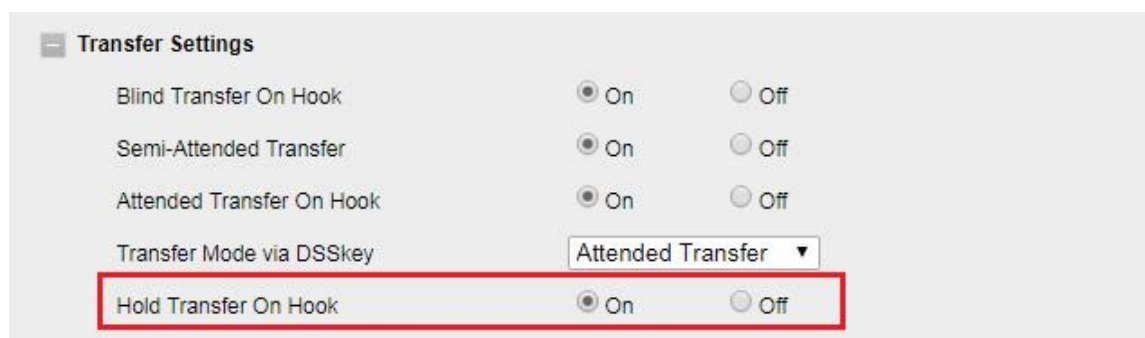 Transfer Settings
Blind Transfer On Hook On Off
Semi-Attended Transfer On Off
Attended Transfer On Hook On Off
Transfer Mode via DSSkey Attended Transfer
Hold Transfer On Hook On Off